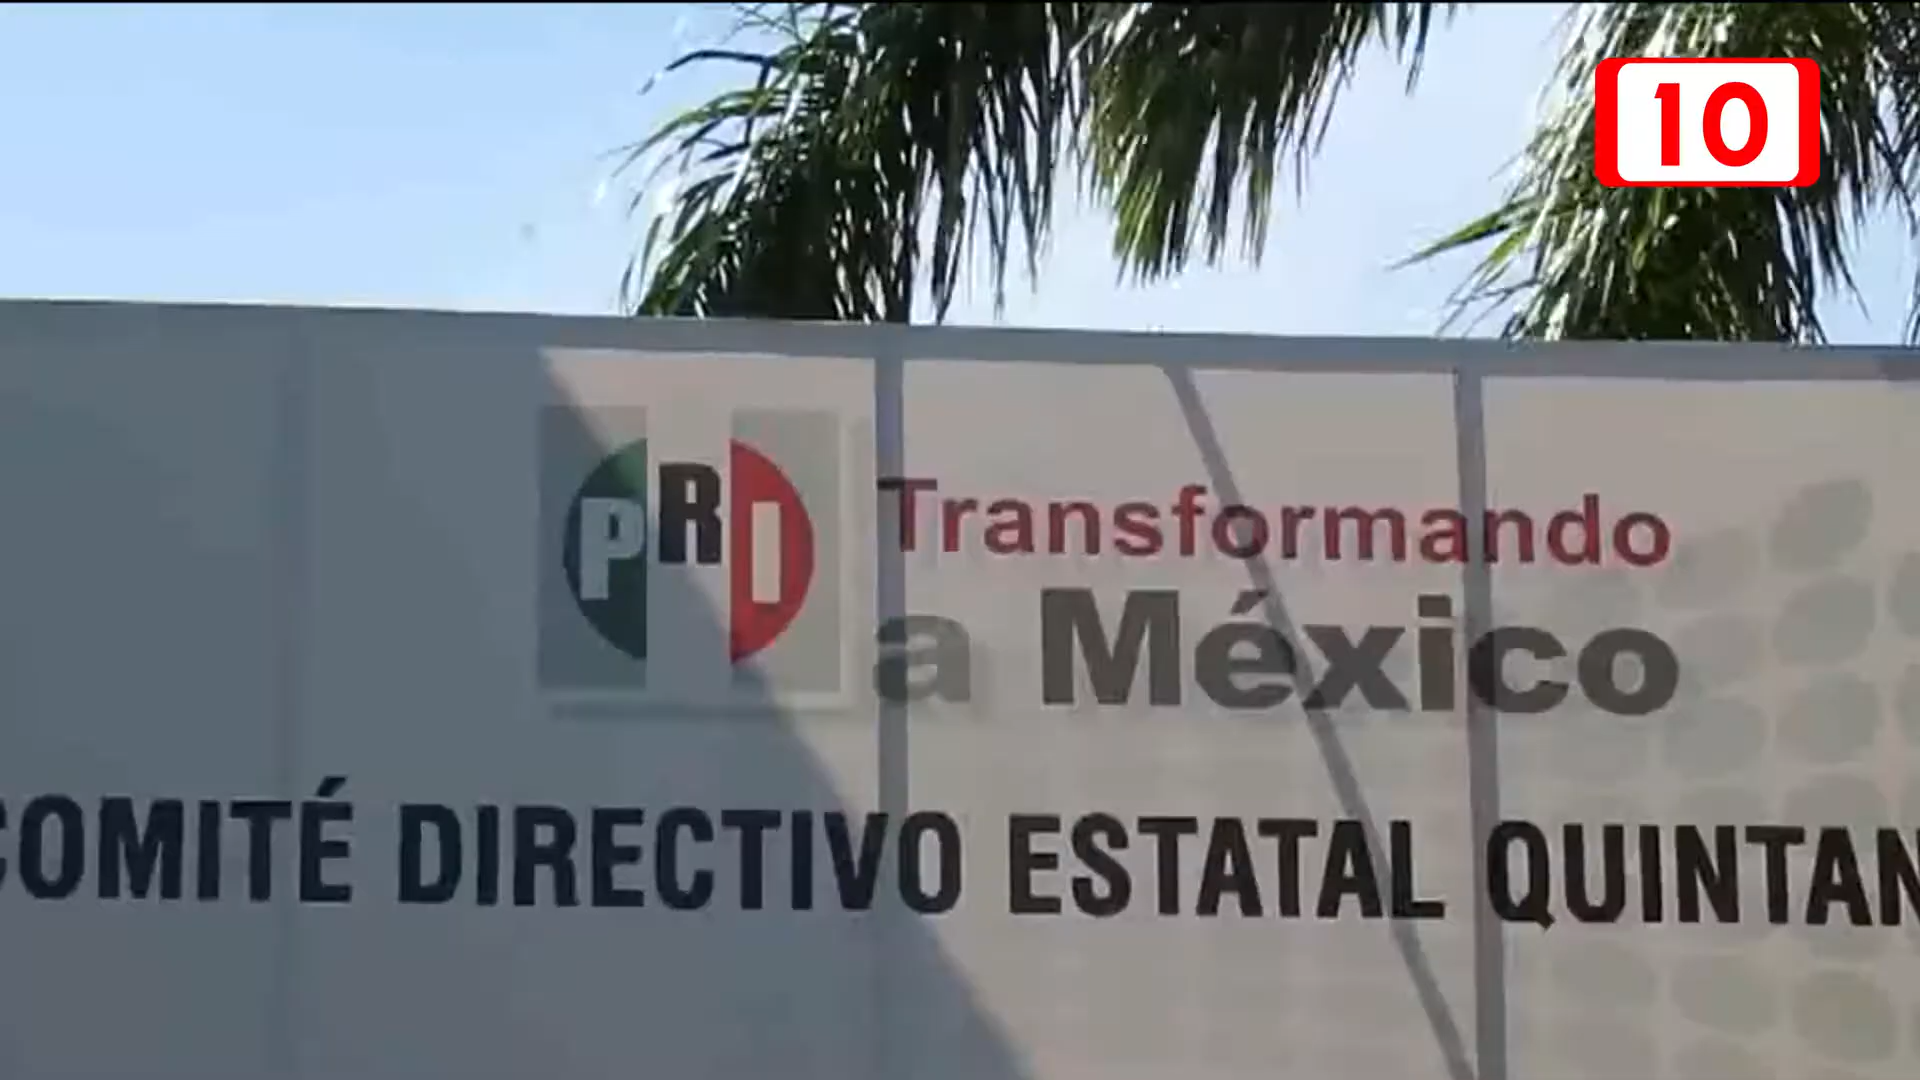 10
PRI
Transformando
a México
COMITÉ DIRECTIVO ESTATAL QUINTAN